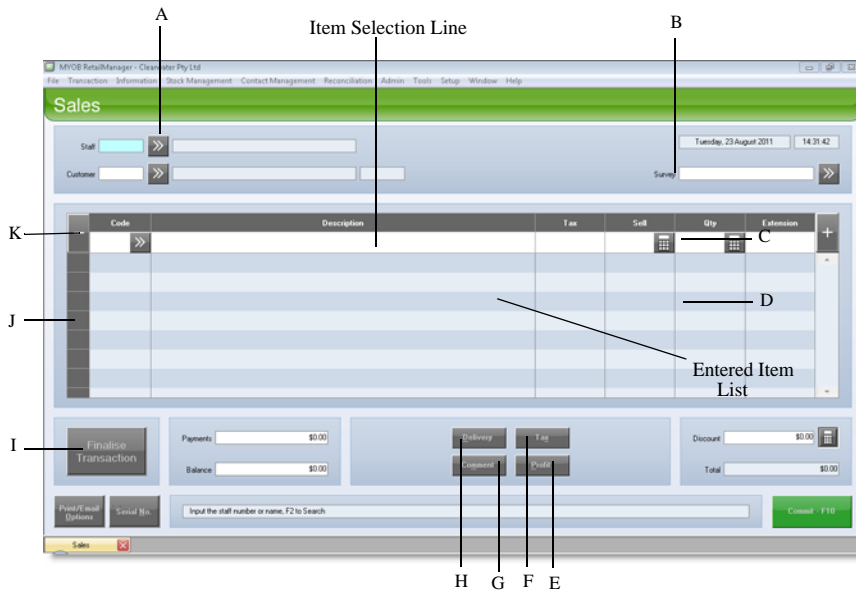 A
Item Selection Line
B
MYOB RetailManager - Clearwater Pty Ltd
File Transaction Information Stock Management Contact Management Reconciliation Admin Tools Setup Window Help
Sales
Staff
Tuesday, 23 August 2011 14:31:42
Customer
Survey
Code Description Tax Sell Qty Extension
K
C
+
J
D
Entered Item
List
I
Finalise
Transaction
Payments $0.00
Delivery Tax
Discount $0.00
Balance $0.00
Comment Profit
Total $0.00
Print/Email
Options
Serial No.
Input the staff number or name, F2 to Search
Commit - F10
Sales
H G F E